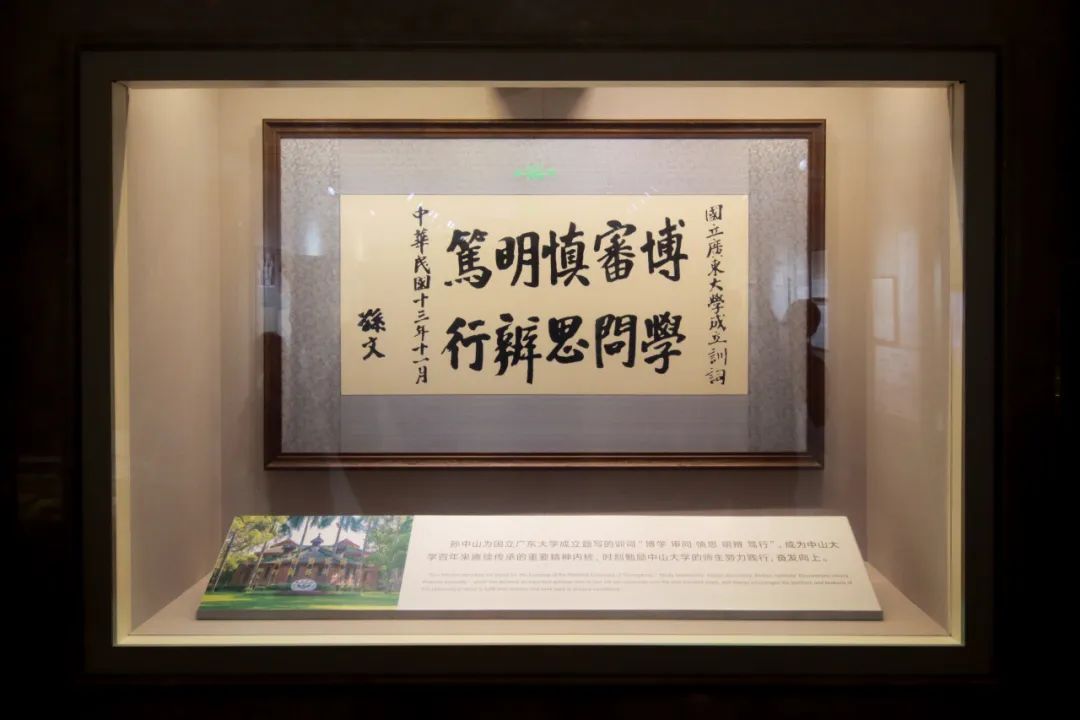 國立廣東大學成立訓詞
博學
審問
慎思
明辨
篤行
中華民國十三年十一月
孫文
孙中山为国立广东大学成立题写的训词“博学 审问 慎思 明辨 笃行”，成为中山大
学百年来赓续传承的重要精神内核，时刻勉励中山大学的师生努力践行，奋发向上。